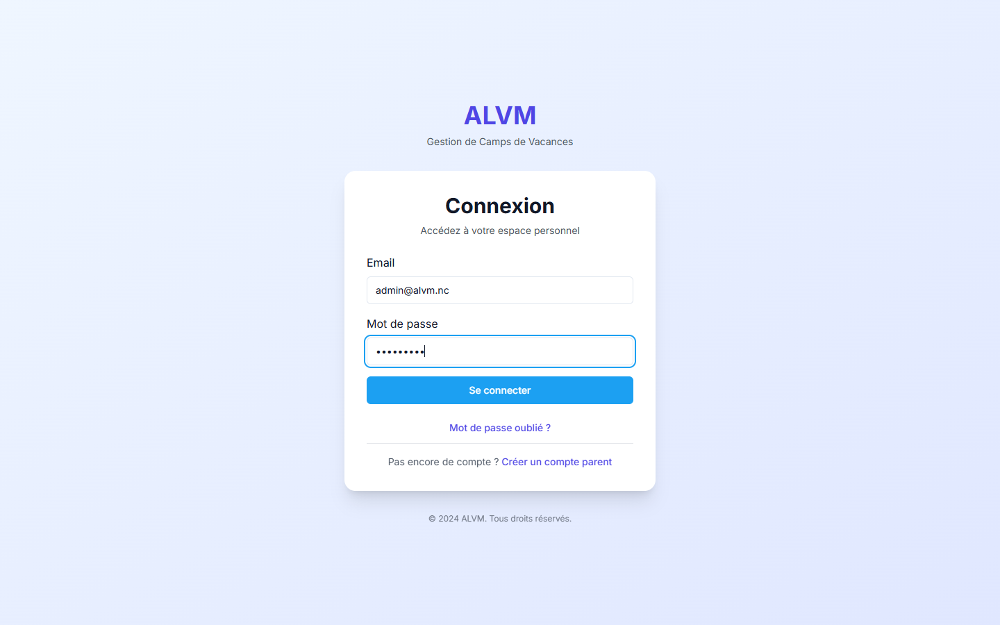 ALVM
Gestion de Camps de Vacances
Connexion
Accédez à votre espace personnel
Email
admin@alvm.nc
Mot de passe
•••••••••
Se connecter
Mot de passe oublié ?
Pas encore de compte ? Créer un compte parent
© 2024 ALVM. Tous droits réservés.